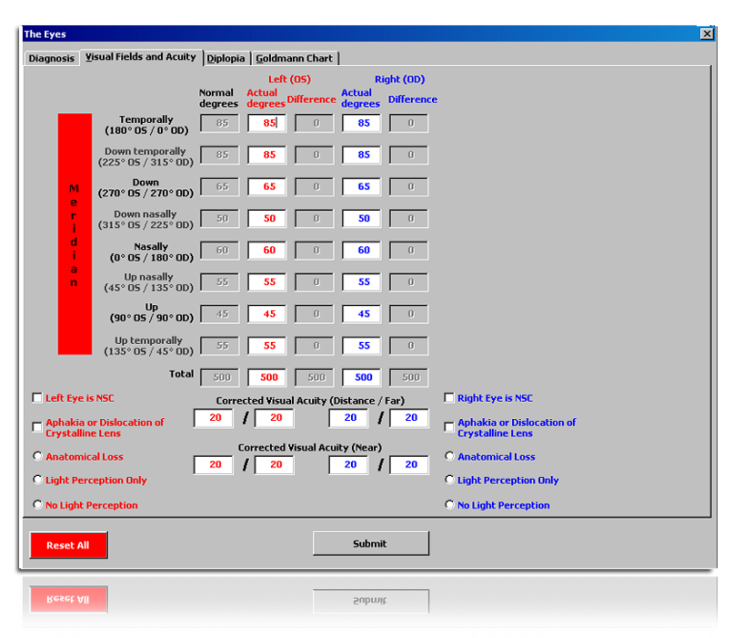 The Eyes
X
Diagnosis Visual Fields and Acuity Diplopia Goldmann Chart
Left (OS) Right (OD)
Normal degrees Actual degrees Difference Actual degrees Difference
Meridian
Temporally
(180° OS / 0° OD) 85 85 0 85 0
Down temporally
(225° OS / 315° OD) 85 85 0 85 0
Down
(270° OS / 270° OD) 65 65 0 65 0
Down nasally
(315° OS / 225° OD) 50 50 0 50 0
Nasally
(0° OS / 180° OD) 60 60 0 60 0
Up nasally
(45° OS / 135° OD) 55 55 0 55 0
Up
(90° OS / 90° OD) 45 45 0 45 0
Up temporally
(135° OS / 45° OD) 55 55 0 55 0
Total 500 500 500 500 500
Left Eye is NSC
Aphakia or Dislocation of
Crystalline Lens
Anatomical Loss
Light Perception Only
No Light Perception
Corrected Visual Acuity (Distance / Far)
20 / 20 20 / 20
Corrected Visual Acuity (Near)
20 / 20 20 / 20
Right Eye is NSC
Aphakia or Dislocation of
Crystalline Lens
Anatomical Loss
Light Perception Only
No Light Perception
Reset All Submit